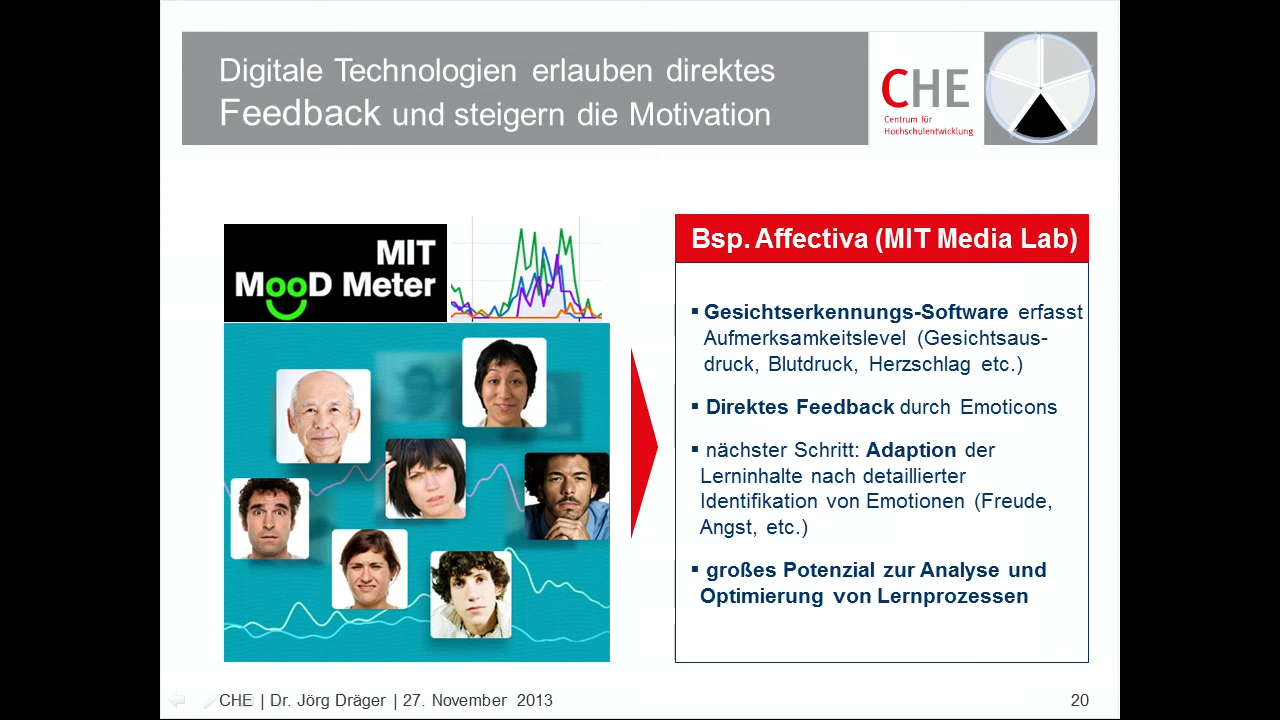 Digitale Technologien erlauben direktes
Feedback und steigern die Motivation
CHE
Centrum für
Hochschulentwicklung
MIT
MooD Meter
Bsp. Affectiva (MIT Media Lab)
▪ Gesichtserkennungs-Software erfasst
Aufmerksamkeitslevel (Gesichtsaus-
druck, Blutdruck, Herzschlag etc.)
▪ Direktes Feedback durch Emoticons
▪ nächster Schritt: Adaption der
Lerninhalte nach detaillierter
Identifikation von Emotionen (Freude,
Angst, etc.)
▪ großes Potenzial zur Analyse und
Optimierung von Lernprozessen
CHE | Dr. Jörg Dräger | 27. November 2013
20